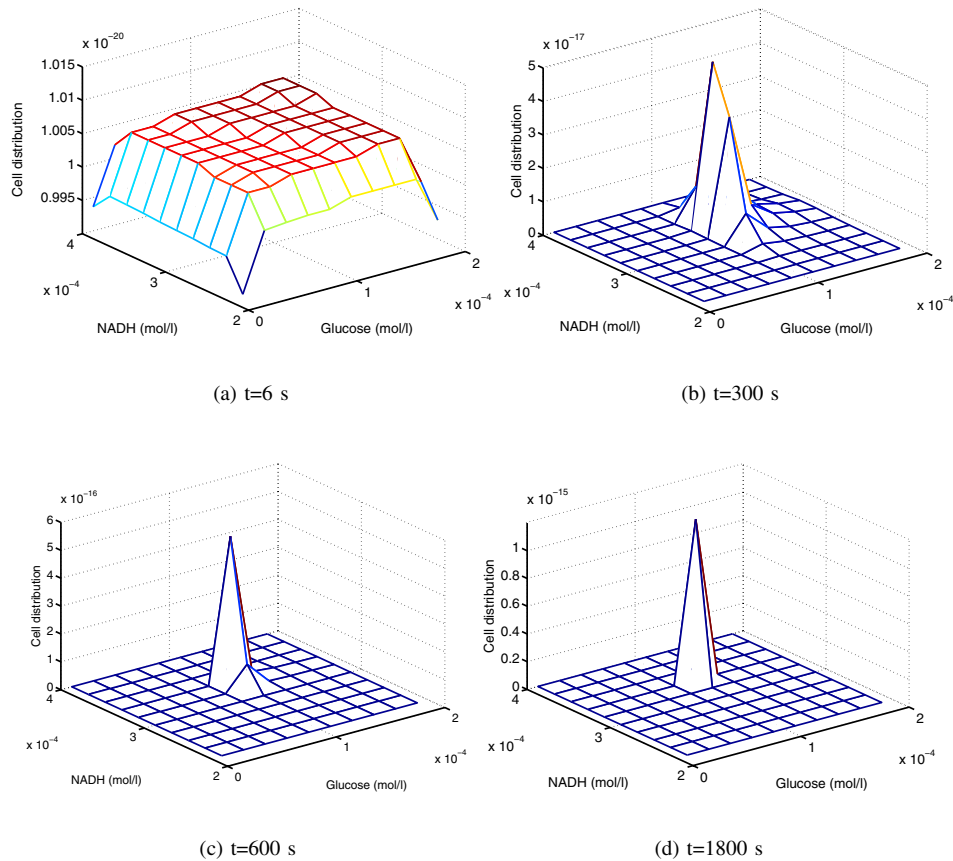 x 10^-20
1.015
1.01
1.005
1
0.995
Cell distribution
4
3
2
x 10^-4
NADH (mol/l)
0
1
2
x 10^-4
Glucose (mol/l)
(a) t=6 s
x 10^-17
5
4
3
2
1
0
Cell distribution
4
3
2
x 10^-4
NADH (mol/l)
0
1
2
x 10^-4
Glucose (mol/l)
(b) t=300 s
x 10^-16
6
5
4
3
2
1
0
Cell distribution
4
3
2
x 10^-4
NADH (mol/l)
0
1
2
x 10^-4
Glucose (mol/l)
(c) t=600 s
x 10^-15
1
0.8
0.6
0.4
0.2
0
Cell distribution
4
3
2
x 10^-4
NADH (mol/l)
0
1
2
x 10^-4
Glucose (mol/l)
(d) t=1800 s